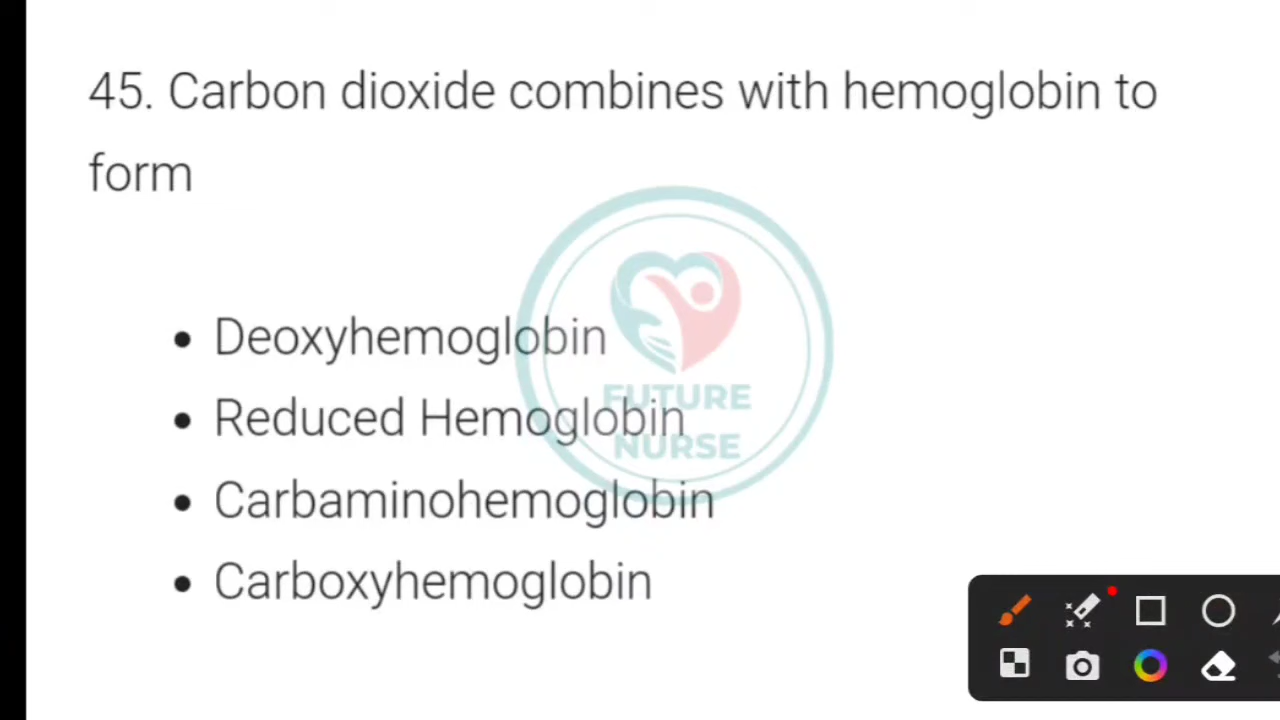 45. Carbon dioxide combines with hemoglobin to
form
• Deoxyhemoglobin
• Reduced Hemoglobin
• Carbaminohemoglobin
• Carboxyhemoglobin
FUTURE
NURSE